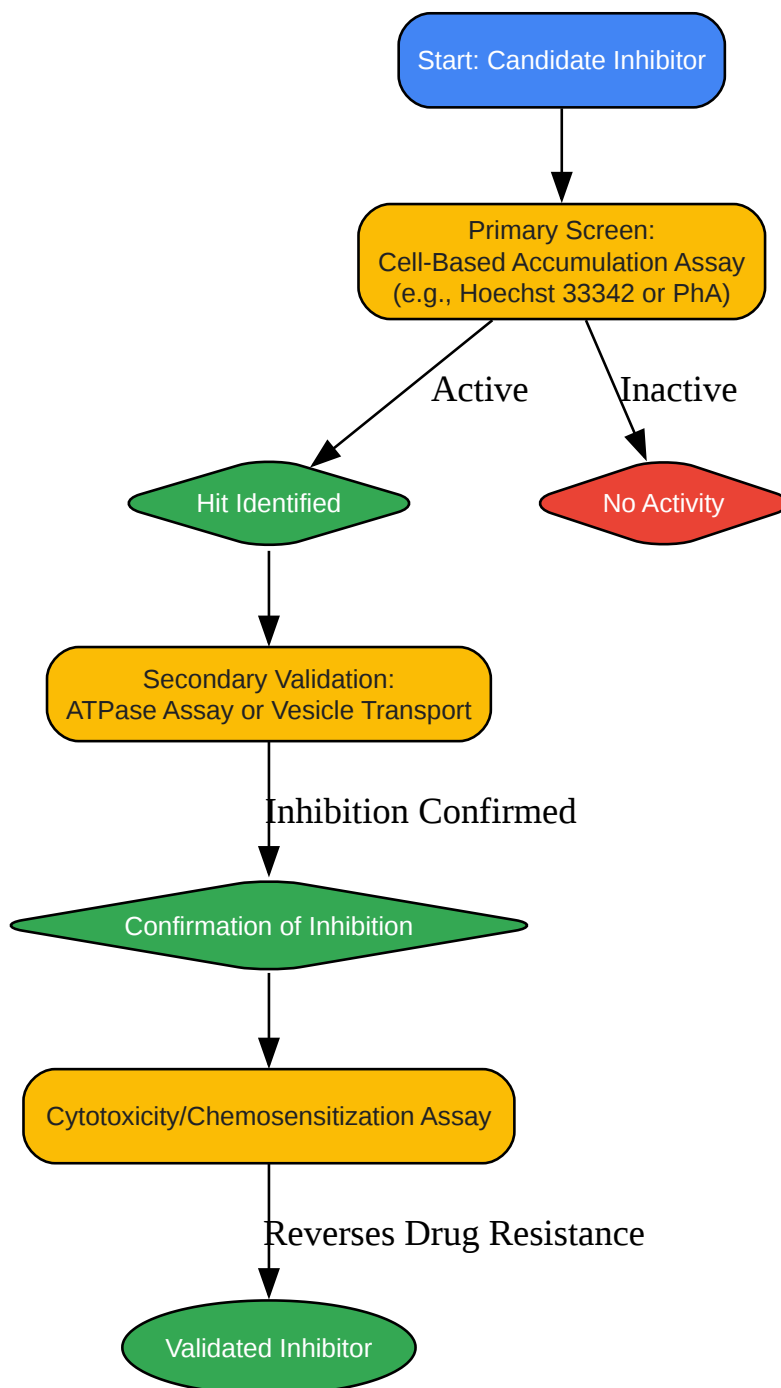 Start: Candidate Inhibitor
Primary Screen:
Cell-Based Accumulation Assay
(e.g., Hoechst 33342 or PhA)
Active
Inactive
Hit Identified
No Activity
Secondary Validation:
ATPase Assay or Vesicle Transport
Inhibition Confirmed
Confirmation of Inhibition
Cytotoxicity/Chemosensitization Assay
Reverses Drug Resistance
Validated Inhibitor